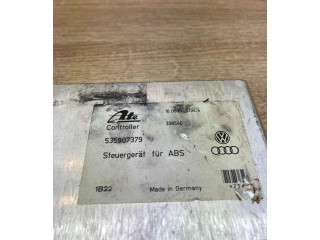 Ate
Controller
535907379
Steuergerät für ABS
1B22 Made in Germany